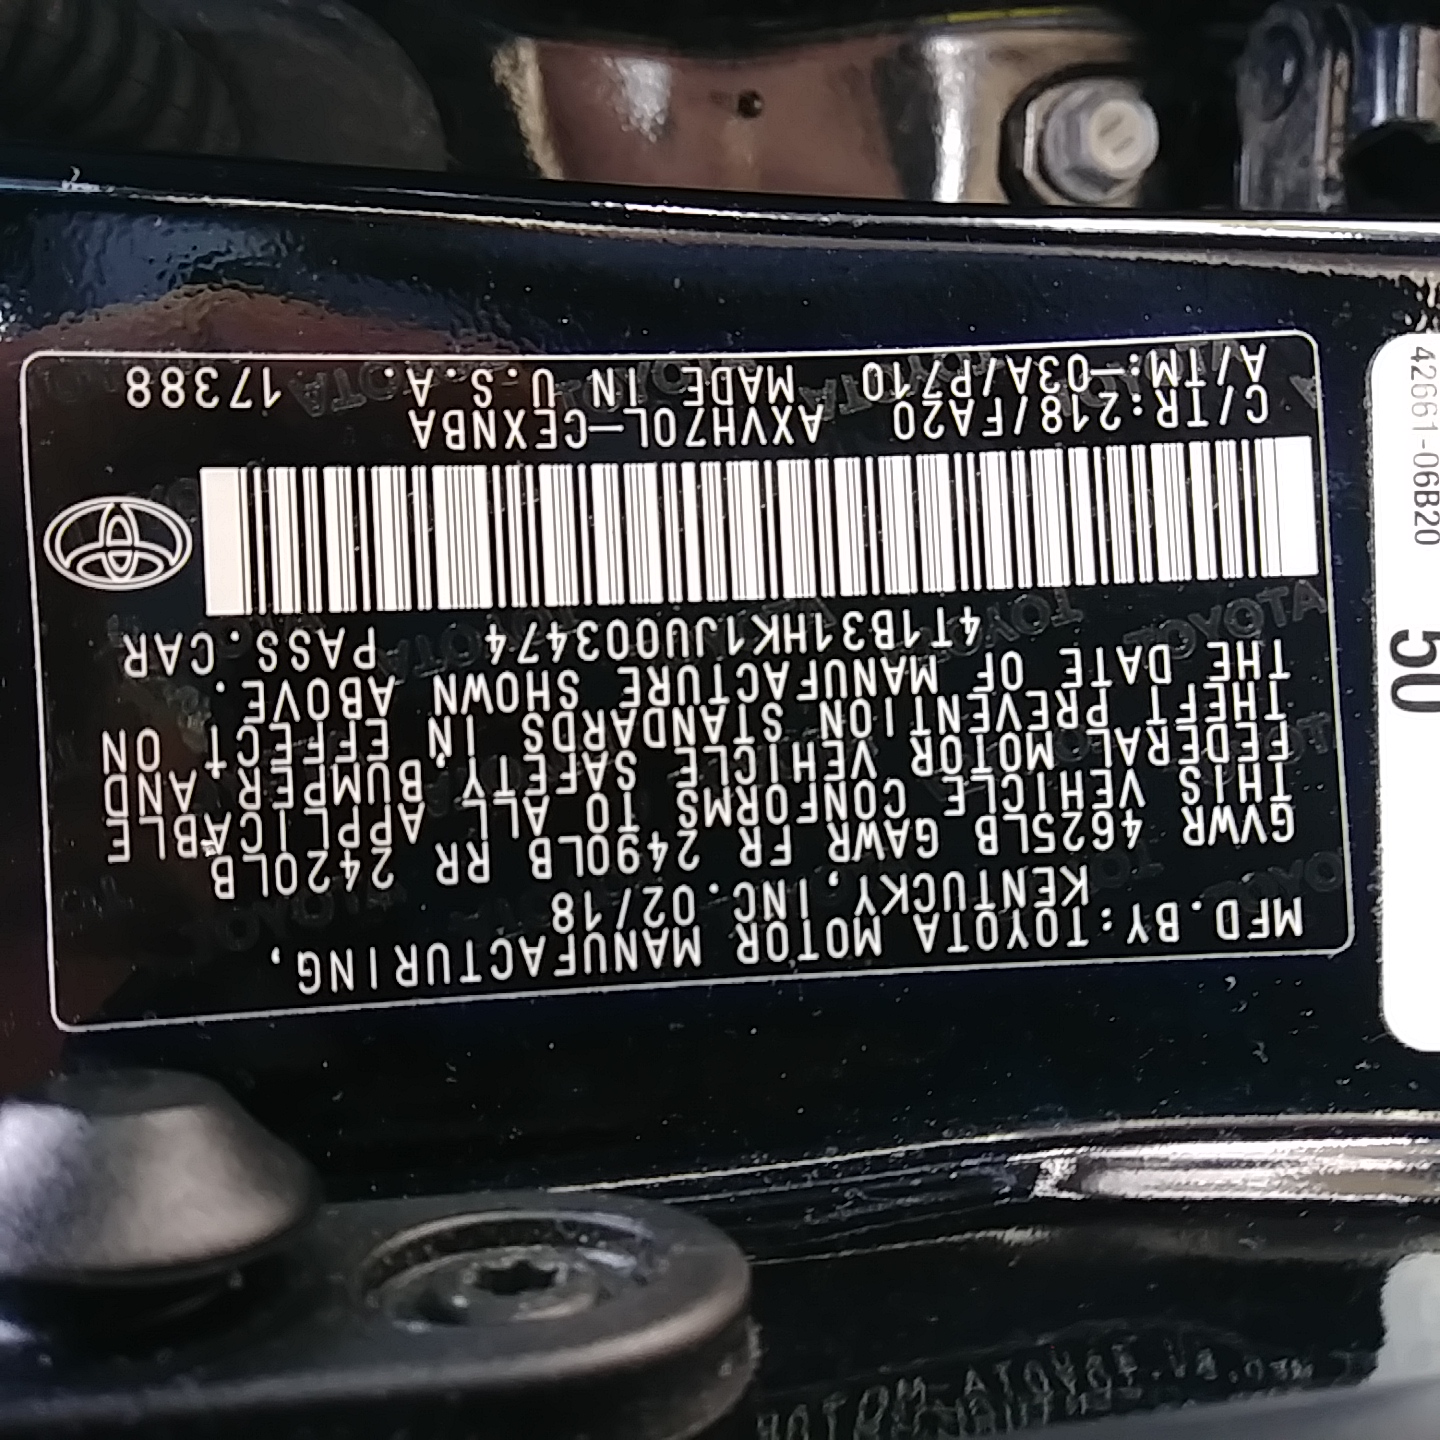 MFD.BY:TOYOTA MOTOR MANUFACTURING,
KENTUCKY,INC.02/18
GVWR 4625LB GAWR FR 2490LB RR 2420LB
THIS VEHICLE CONFORMS TO ALL APPLICABLE
FEDERAL MOTOR VEHICLE SAFETY,BUMPER AND
THEFT PREVENTION STANDARDS IN EFFECT ON
THE DATE OF MANUFACTURE SHOWN ABOVE.
4T1B31HK1JU003474 PASS.CAR
C/TR:218/FA20 AXVH70L-CEXNBA
A/TM:-03A/P710 MADE IN U.S.A. 17388
42661-06B20
50